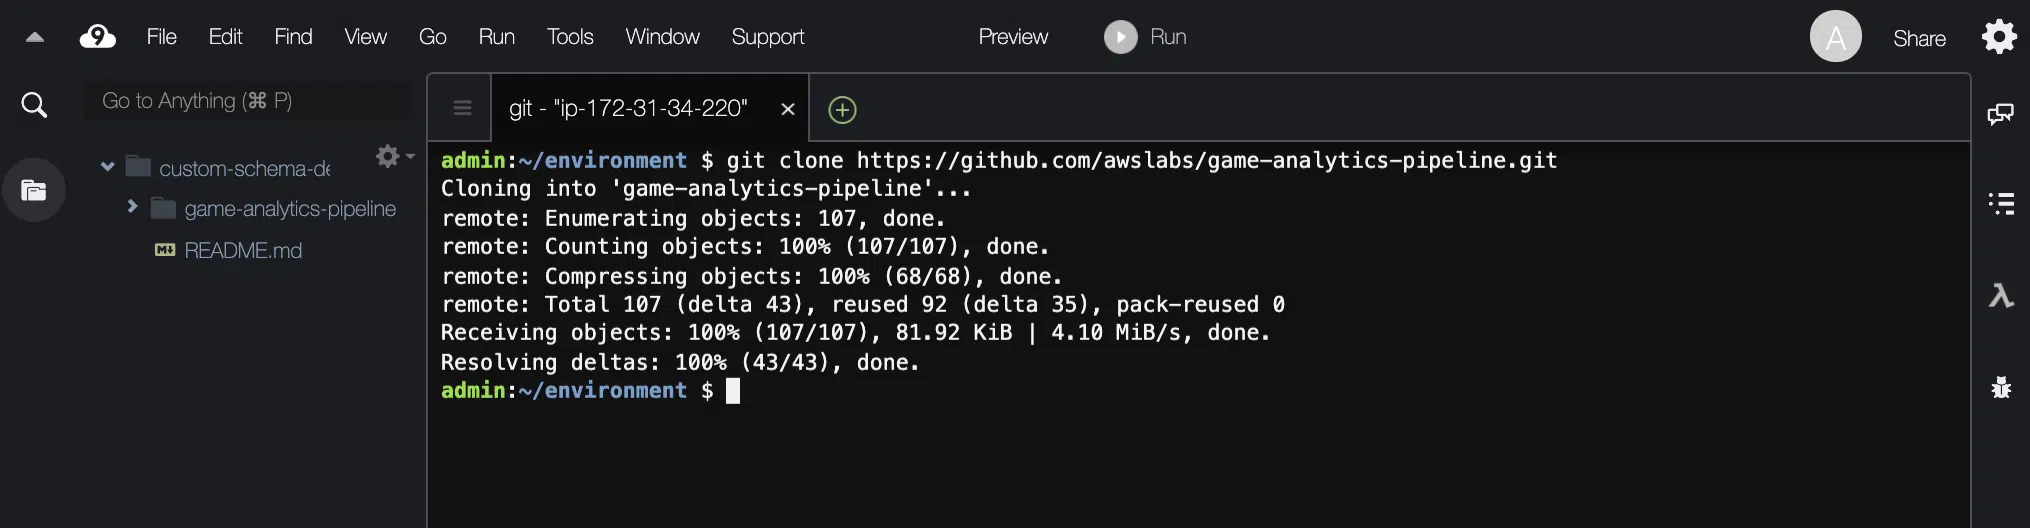 9 File Edit Find View Go Run Tools Window Support Preview Run A Share
Go to Anything (⌘ P)
git - "ip-172-31-34-220"
custom-schema-de
game-analytics-pipeline
README.md
admin:~/environment $ git clone https://github.com/awslabs/game-analytics-pipeline.git
Cloning into 'game-analytics-pipeline'...
remote: Enumerating objects: 107, done.
remote: Counting objects: 100% (107/107), done.
remote: Compressing objects: 100% (68/68), done.
remote: Total 107 (delta 43), reused 92 (delta 35), pack-reused 0
Receiving objects: 100% (107/107), 81.92 KiB | 4.10 MiB/s, done.
Resolving deltas: 100% (43/43), done.
admin:~/environment $